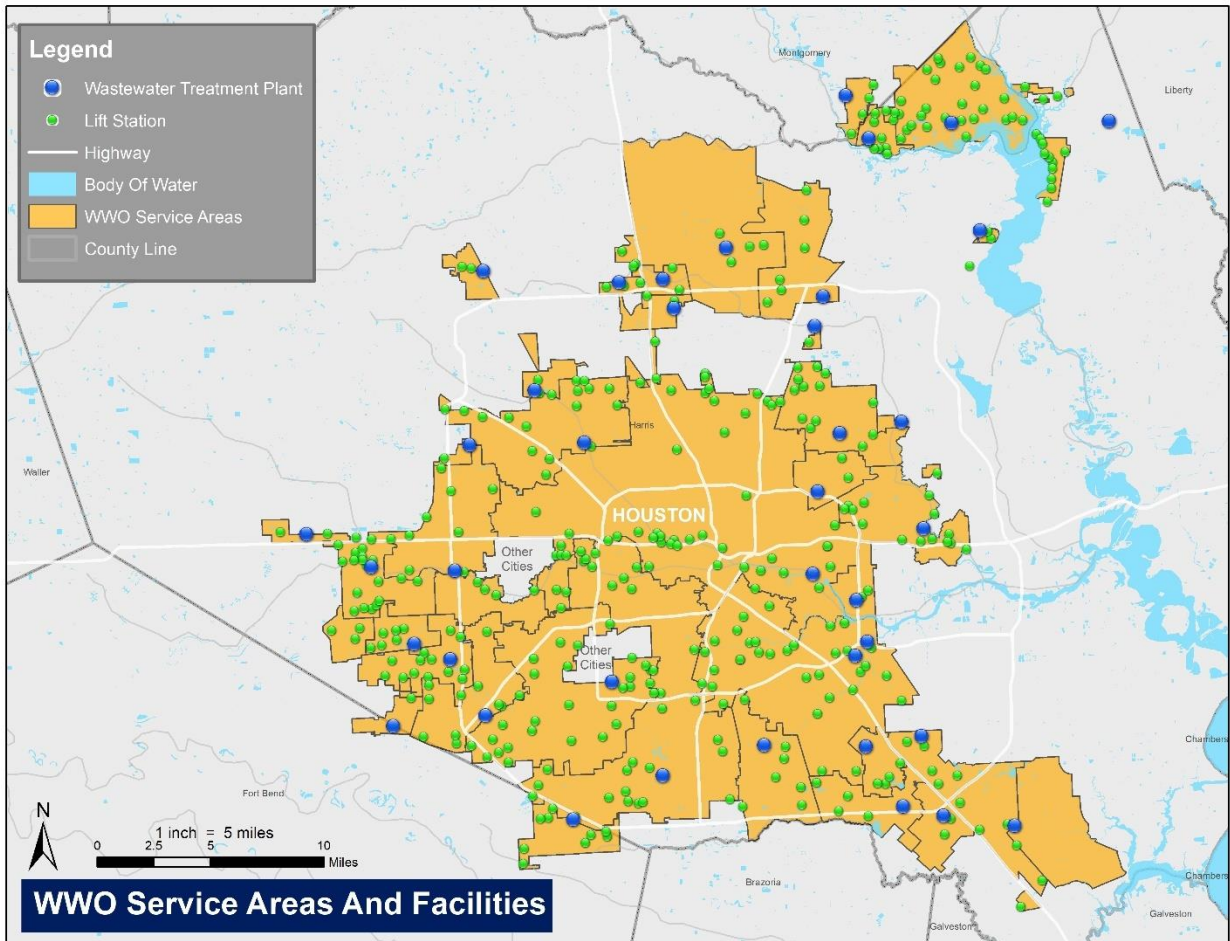 Legend
Wastewater Treatment Plant
Lift Station
Highway
Body Of Water
WWO Service Areas
County Line
Montgomery
Liberty
Harris
Waller
HOUSTON
Other
Cities
Other
Cities
Chambers
Fort Bend
N
1 inch = 5 miles
0 2.5 5 10
Miles
Chambers
Brazoria
Galveston
Galveston
WWO Service Areas And Facilities